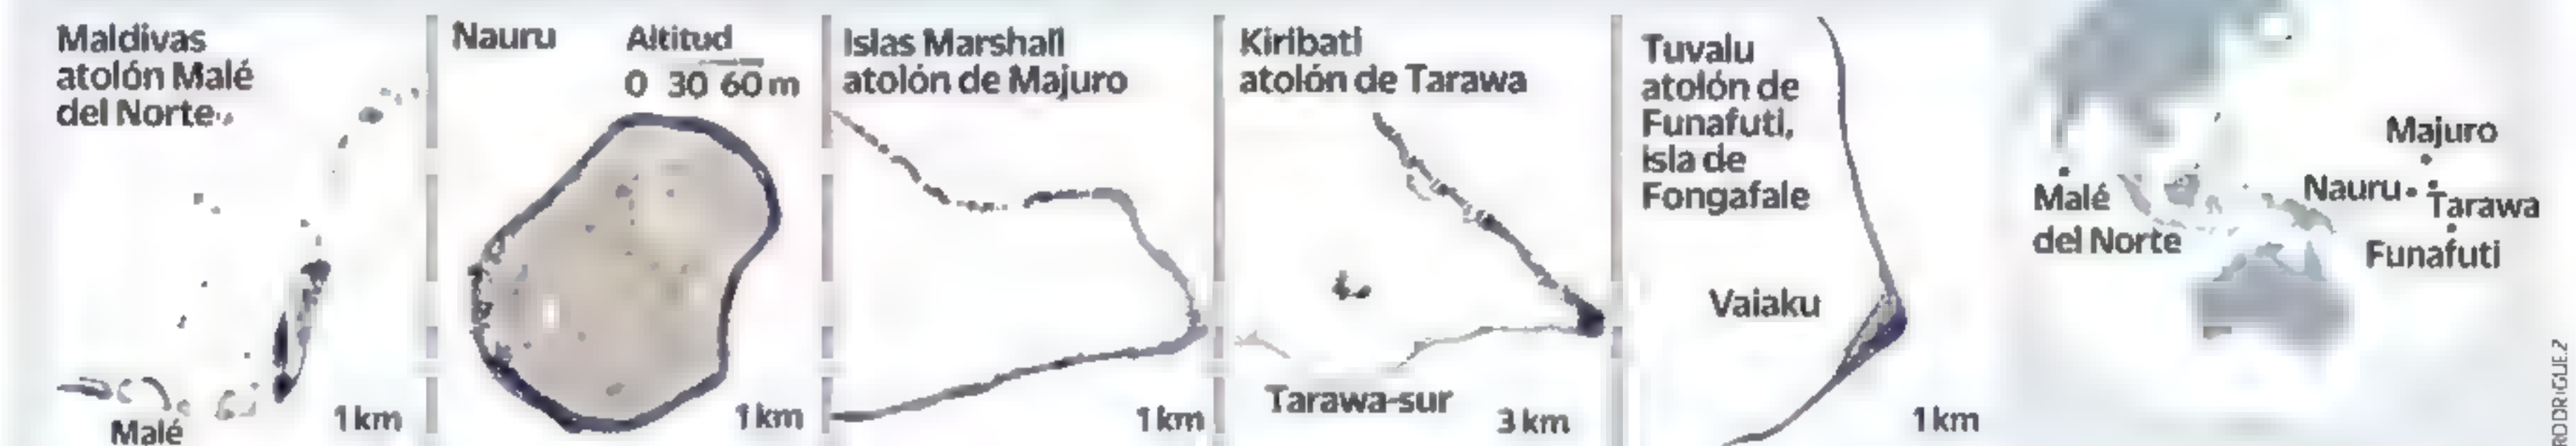 Maldivas
atolón Malé
del Norte
Malé
1 km
Nauru
Altitud
0 30 60 m
1 km
Islas Marshall
atolón de Majuro
1 km
Kiribati
atolón de Tarawa
Tarawa-sur
3 km
Tuvalu
atolón de
Funafuti,
isla de
Fongafale
Vaiaku
1 km
Majuro
Nauru
Tarawa
Malé
del Norte
Funafuti